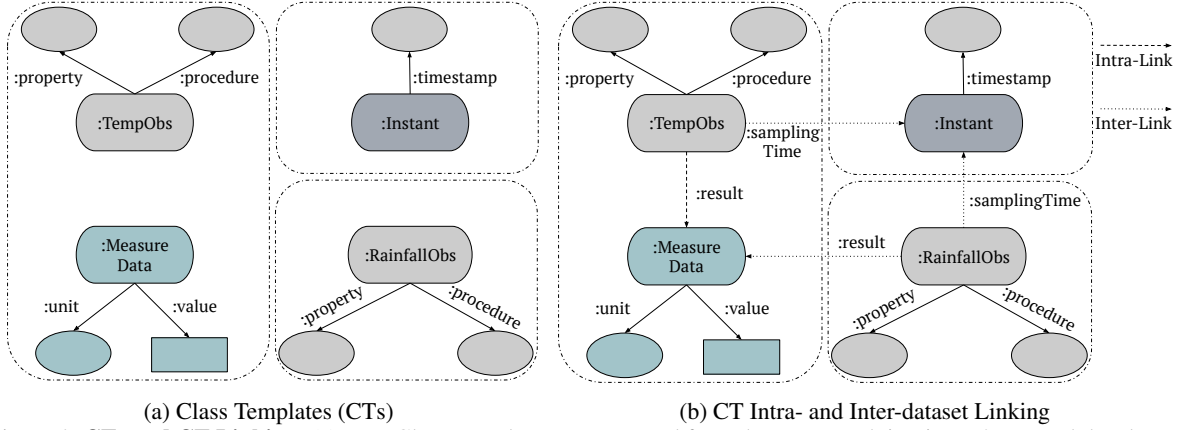 :property
:procedure
:TempObs
:timestamp
:Instant
:Measure
Data
:unit
:value
:RainfallObs
:property
:procedure
(a) Class Templates (CTs)
:property
:procedure
:TempObs
:sampling
Time
:timestamp
:Instant
Intra-Link
Inter-Link
:result
:samplingTime
:Measure
Data
:result
:RainfallObs
:unit
:value
:property
:procedure
(b) CT Intra- and Inter-dataset Linking